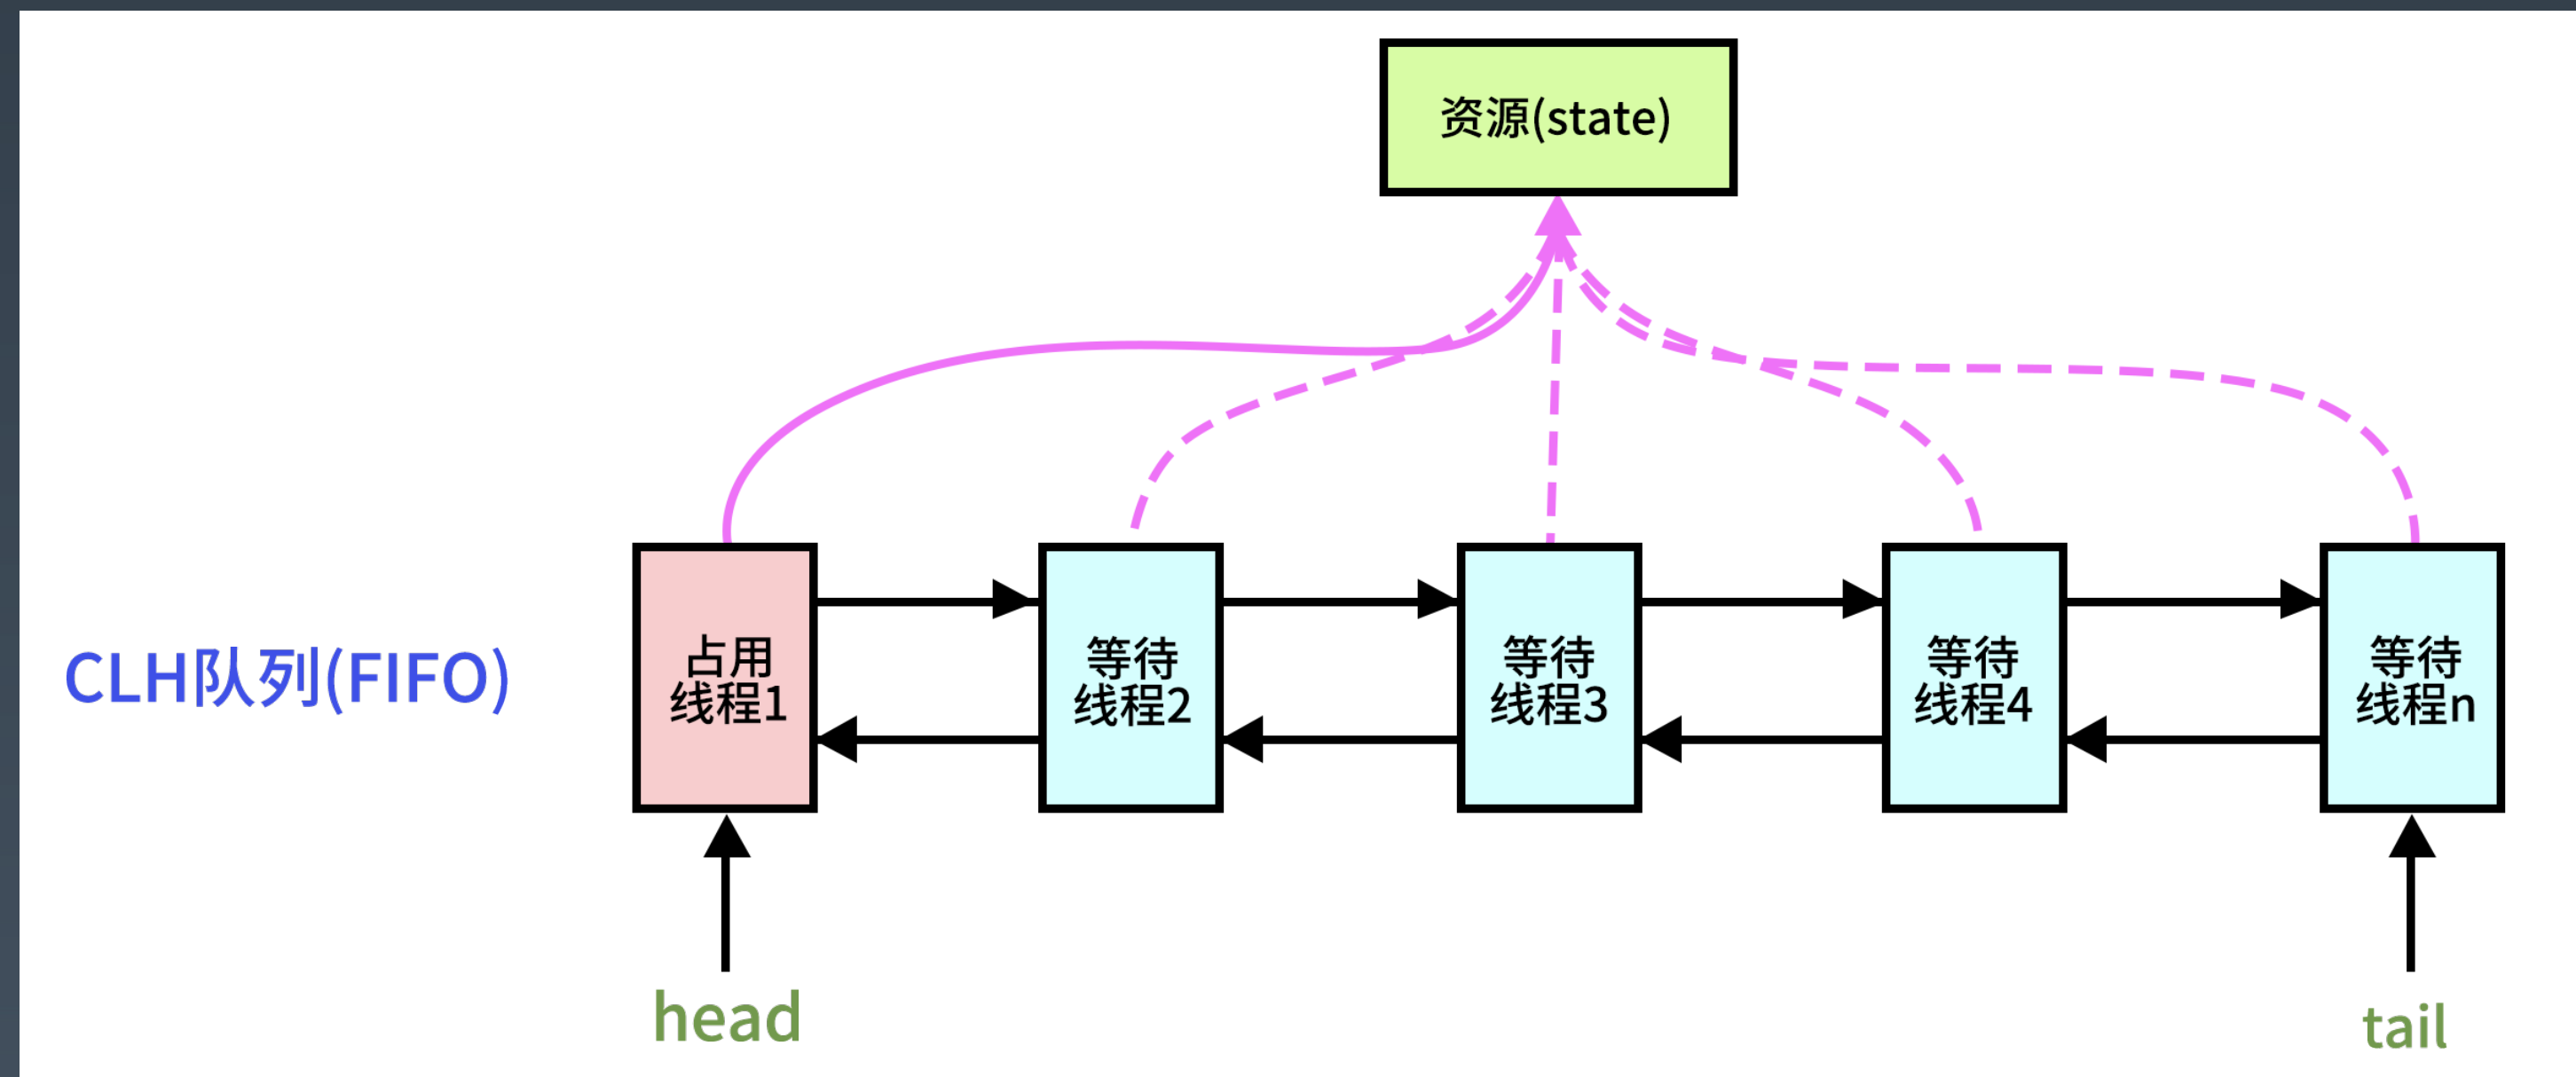 资源(state)
CLH队列(FIFO)
占用
线程1
等待
线程2
等待
线程3
等待
线程4
等待
线程n
head
tail